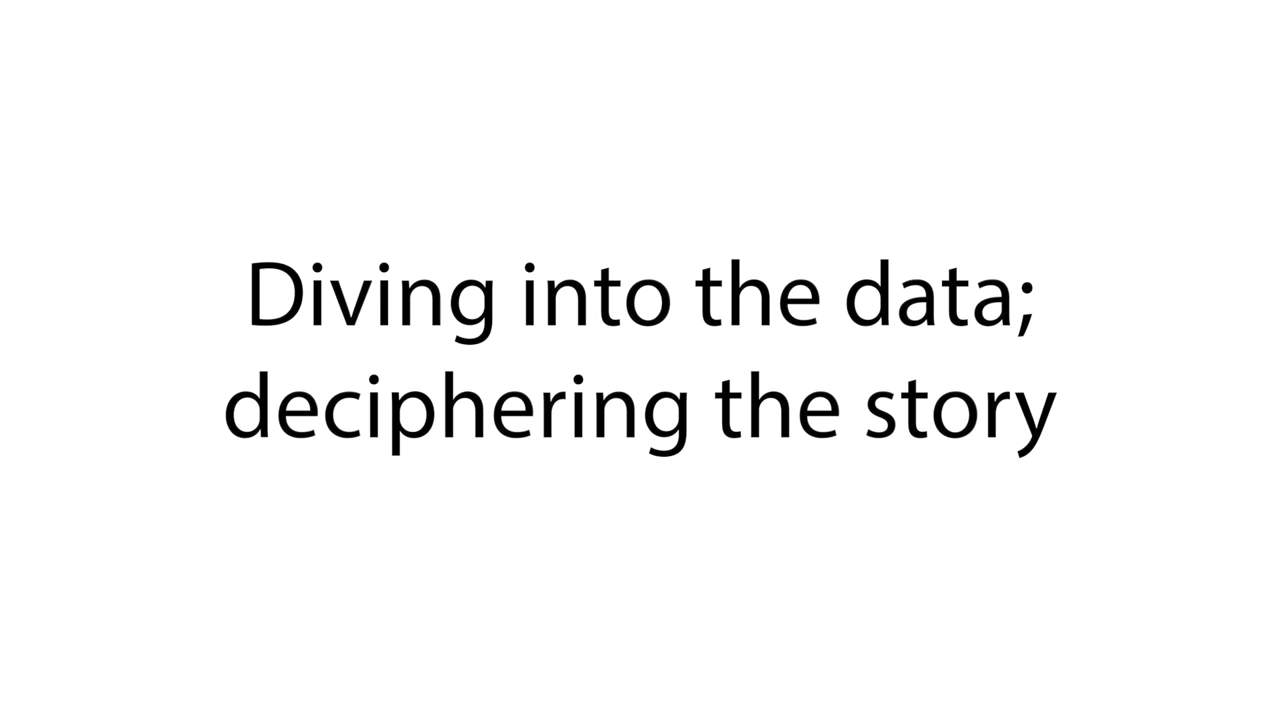 Diving into the data;
deciphering the story